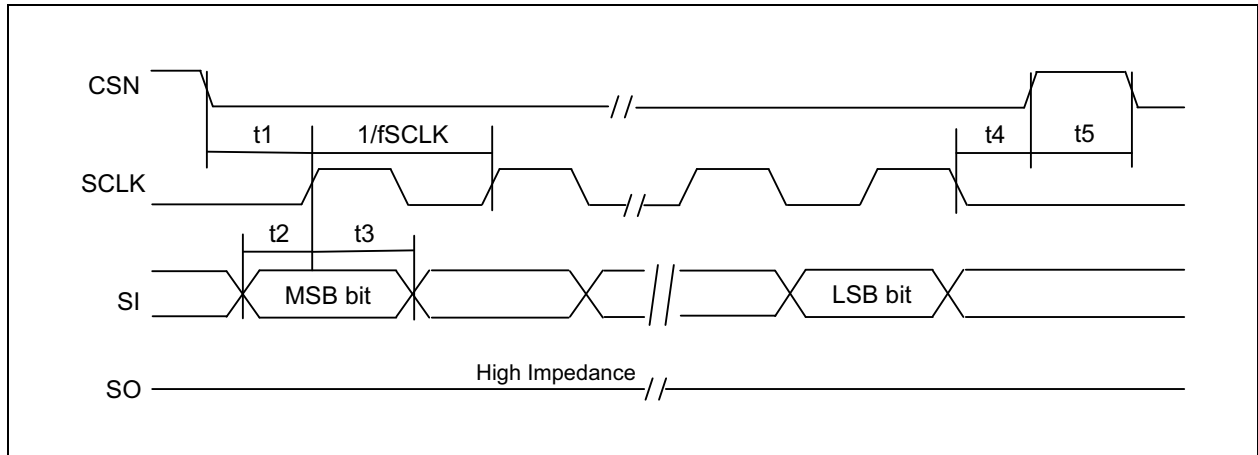 CSN
t1
1/fSCLK
t4
t5
SCLK
t2
t3
SI
MSB bit
LSB bit
High Impedance
SO